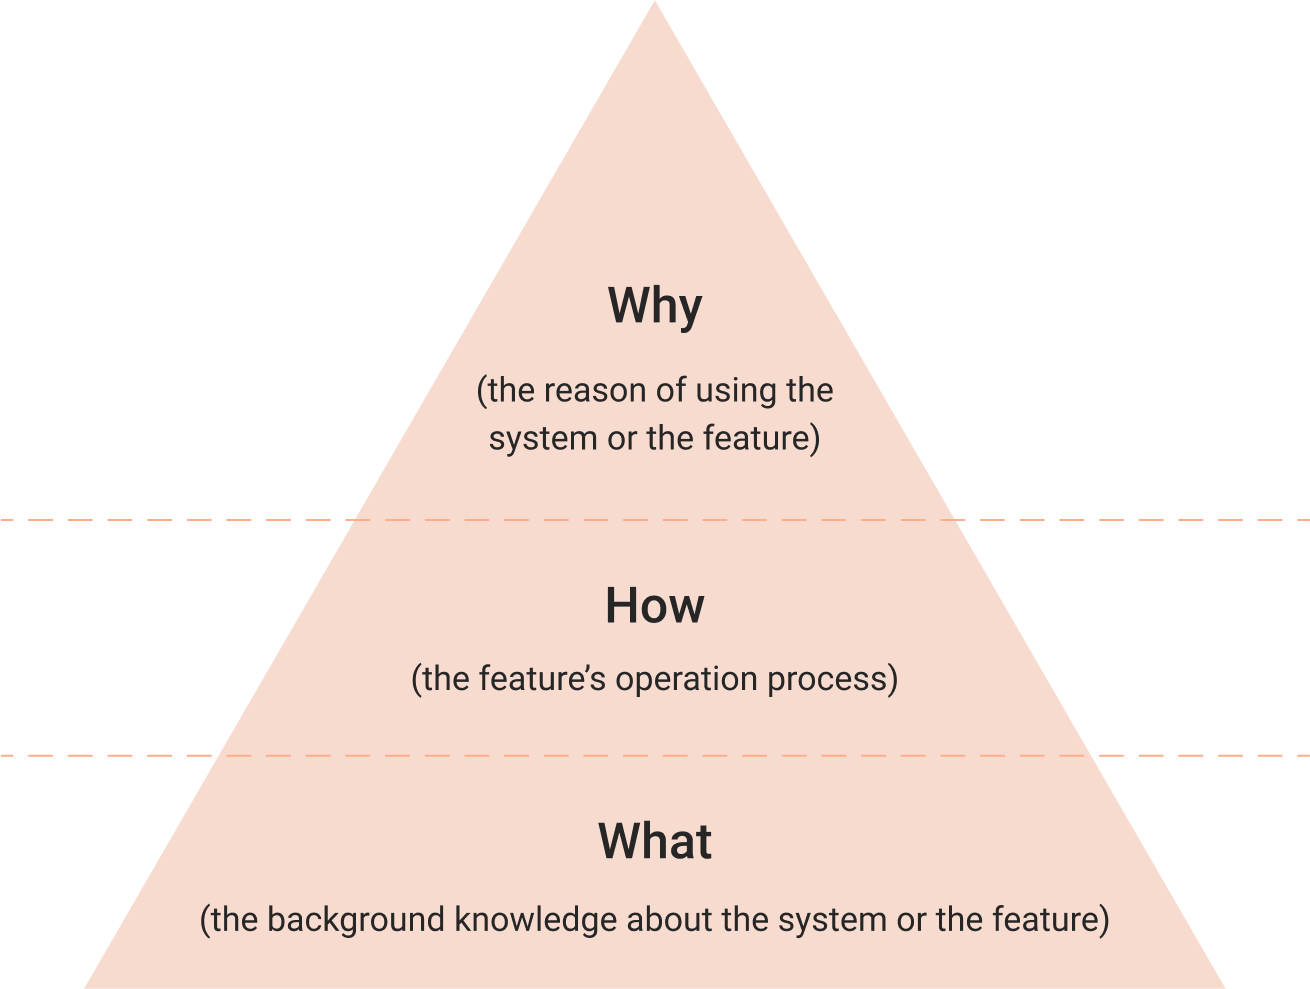 Why
(the reason of using the
system or the feature)
How
(the feature’s operation process)
What
(the background knowledge about the system or the feature)